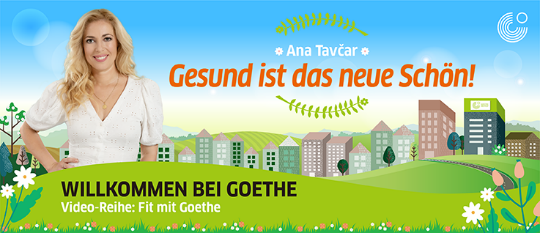 Ana Tavčar
Gesund ist das neue Schön!
WILLKOMMEN BEI GOETHE
Video-Reihe: Fit mit Goethe